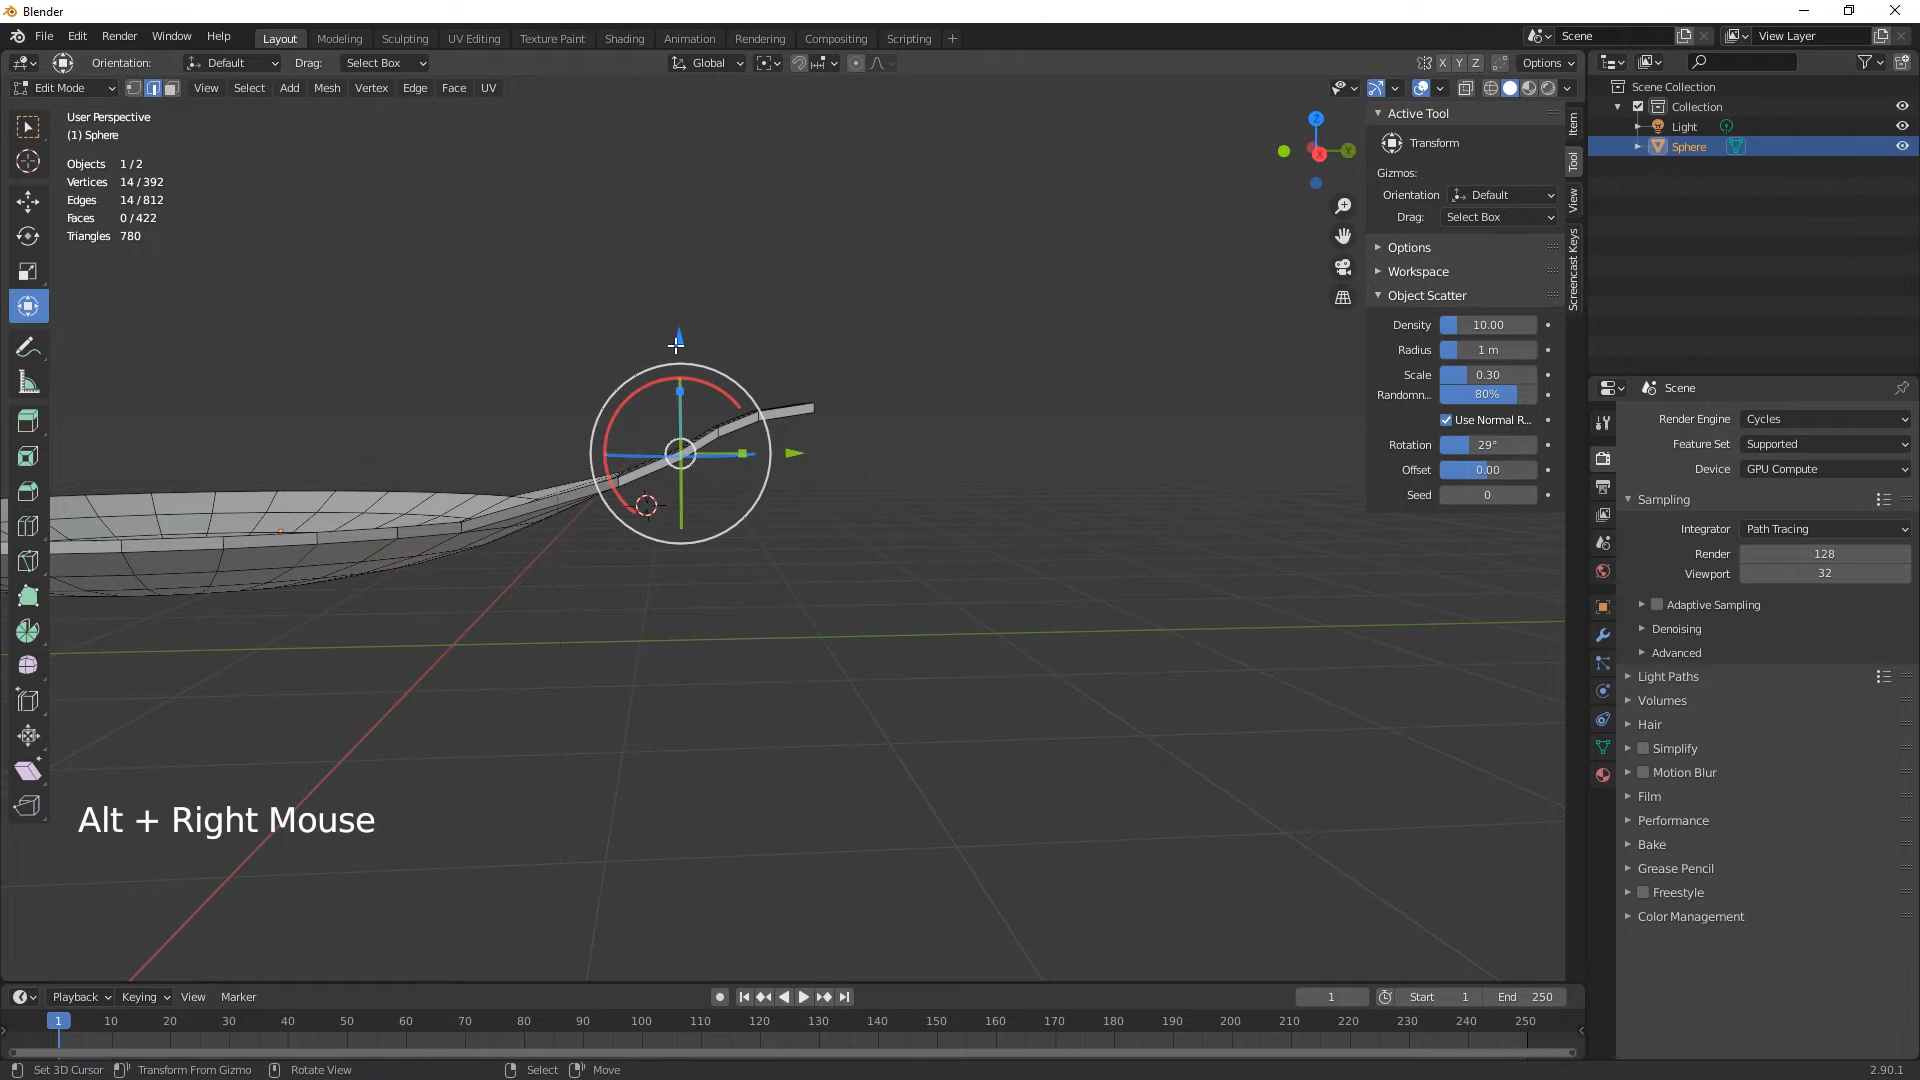 Blender
File Edit Render Window Help
Layout Modeling Sculpting UV Editing Texture Paint Shading Animation Rendering Compositing Scripting
Scene
View Layer
Orientation: Default Drag: Select Box
Global
X Y Z Options
Edit Mode View Select Add Mesh Vertex Edge Face UV
User Perspective
(1) Sphere
Objects 1 / 2
Vertices 14 / 392
Edges 14 / 812
Faces 0 / 422
Triangles 780
Z
X
Y
Active Tool
Transform
Gizmos:
Orientation Default
Drag: Select Box
Options
Workspace
Object Scatter
Density 10.00
Radius 1 m
Scale 0.30
Randomn... 80%
Use Normal R...
Rotation 29°
Offset 0.00
Seed 0
Item
Tool
View
Screencast Keys
Scene Collection
Collection
Light
Sphere
Scene
Render Engine Cycles
Feature Set Supported
Device GPU Compute
Sampling
Integrator Path Tracing
Render 128
Viewport 32
Adaptive Sampling
Denoising
Advanced
Light Paths
Volumes
Hair
Simplify
Motion Blur
Film
Performance
Bake
Grease Pencil
Freestyle
Color Management
Alt + Right Mouse
Playback Keying View Marker
1 Start 1 End 250
1 10 20 30 40 50 60 70 80 90 100 110 120 130 140 150 160 170 180 190 200 210 220 230 240 250
Set 3D Cursor Transform From Gizmo Rotate View Select Move 2.90.1